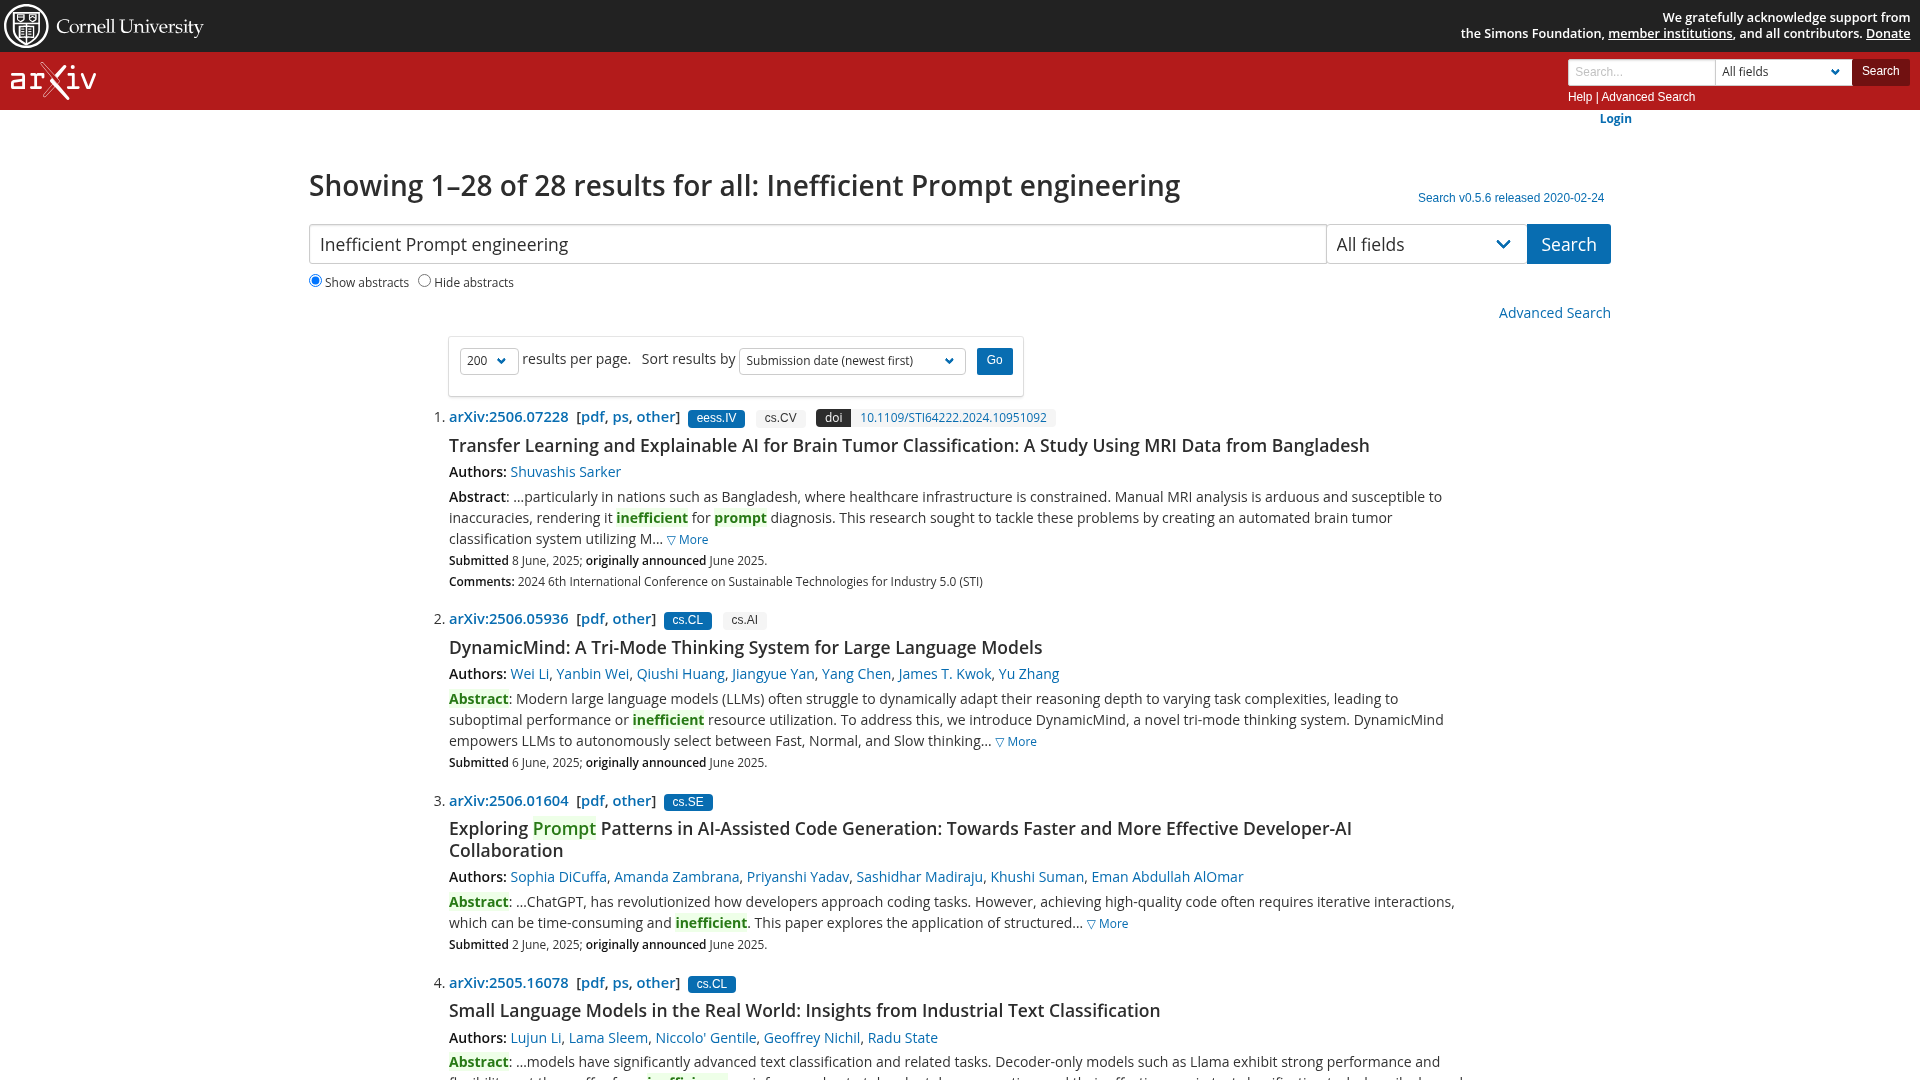 Cornell University
We gratefully acknowledge support from
the Simons Foundation, member institutions, and all contributors. Donate
arXiv
Search...
All fields
Search
Help | Advanced Search
Login
Showing 1–28 of 28 results for all: Inefficient Prompt engineering
Search v0.5.6 released 2020-02-24
Inefficient Prompt engineering
All fields
Search
Show abstracts Hide abstracts
Advanced Search
200 results per page. Sort results by Submission date (newest first) Go
1. arXiv:2506.07228 [pdf, ps, other] eess.IV cs.CV doi 10.1109/STI64222.2024.10951092
Transfer Learning and Explainable AI for Brain Tumor Classification: A Study Using MRI Data from Bangladesh
Authors: Shuvashis Sarker
Abstract: …particularly in nations such as Bangladesh, where healthcare infrastructure is constrained. Manual MRI analysis is arduous and susceptible to
inaccuracies, rendering it inefficient for prompt diagnosis. This research sought to tackle these problems by creating an automated brain tumor
classification system utilizing M… ▽ More
Submitted 8 June, 2025; originally announced June 2025.
Comments: 2024 6th International Conference on Sustainable Technologies for Industry 5.0 (STI)
2. arXiv:2506.05936 [pdf, other] cs.CL cs.AI
DynamicMind: A Tri-Mode Thinking System for Large Language Models
Authors: Wei Li, Yanbin Wei, Qiushi Huang, Jiangyue Yan, Yang Chen, James T. Kwok, Yu Zhang
Abstract: Modern large language models (LLMs) often struggle to dynamically adapt their reasoning depth to varying task complexities, leading to
suboptimal performance or inefficient resource utilization. To address this, we introduce DynamicMind, a novel tri-mode thinking system. DynamicMind
empowers LLMs to autonomously select between Fast, Normal, and Slow thinking… ▽ More
Submitted 6 June, 2025; originally announced June 2025.
3. arXiv:2506.01604 [pdf, other] cs.SE
Exploring Prompt Patterns in AI-Assisted Code Generation: Towards Faster and More Effective Developer-AI
Collaboration
Authors: Sophia DiCuffa, Amanda Zambrana, Priyanshi Yadav, Sashidhar Madiraju, Khushi Suman, Eman Abdullah AlOmar
Abstract: …ChatGPT, has revolutionized how developers approach coding tasks. However, achieving high-quality code often requires iterative interactions,
which can be time-consuming and inefficient. This paper explores the application of structured… ▽ More
Submitted 2 June, 2025; originally announced June 2025.
4. arXiv:2505.16078 [pdf, ps, other] cs.CL
Small Language Models in the Real World: Insights from Industrial Text Classification
Authors: Lujun Li, Lama Sleem, Niccolo' Gentile, Geoffrey Nichil, Radu State
Abstract: …models have significantly advanced text classification and related tasks. Decoder-only models such as Llama exhibit strong performance and